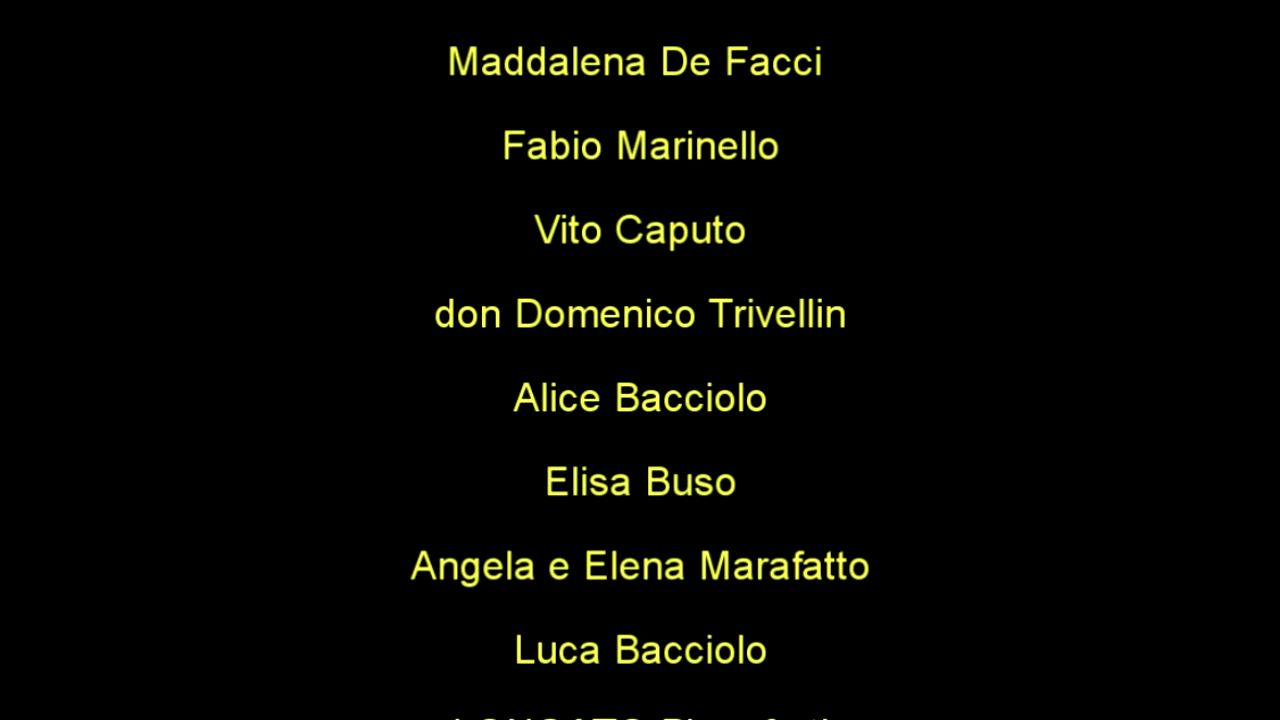 Maddalena De Facci
Fabio Marinello
Vito Caputo
don Domenico Trivellin
Alice Bacciolo
Elisa Buso
Angela e Elena Marafatto
Luca Bacciolo